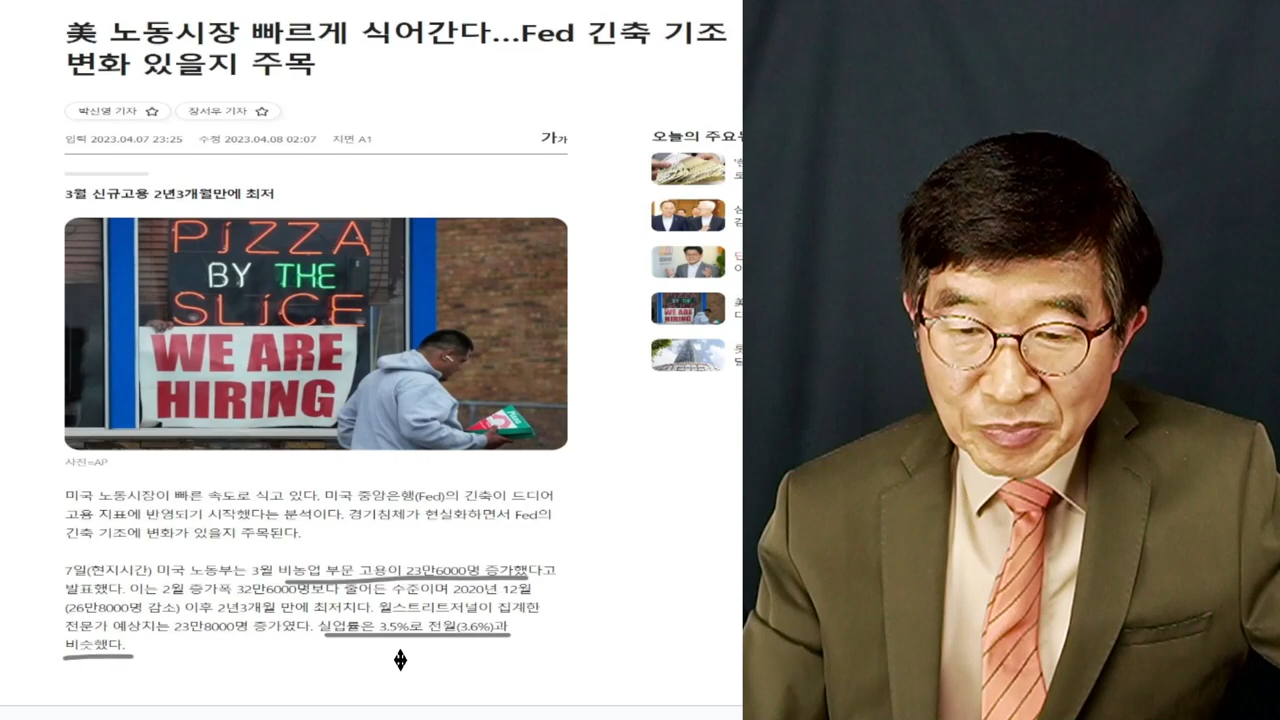 美 노동시장 빠르게 식어간다...Fed 긴축 기조
변화 있을지 주목
박신영 기자 장서우 기자
입력 2023.04.07 23:25 수정 2023.04.08 02:07 지면 A1
가가
오늘의 주요
3월 신규고용 2년3개월만에 최저
PiZZA
BY THE
SLiCE
WE ARE
HIRING
사진=AP
미국 노동시장이 빠른 속도로 식고 있다. 미국 중앙은행(Fed)의 긴축이 드디어
고용 지표에 반영되기 시작했다는 분석이다. 경기침체가 현실화하면서 Fed의
긴축 기조에 변화가 있을지 주목된다.
7일(현지시간) 미국 노동부는 3월 비농업 부문 고용이 23만6000명 증가했다고
발표했다. 이는 2월 증가폭 32만6000명보다 줄어든 수준이며 2020년 12월
(26만8000명 감소) 이후 2년3개월 만에 최저치다. 월스트리트저널이 집계한
전문가 예상치는 23만8000명 증가였다. 실업률은 3.5%로 전월(3.6%)과
비슷했다.